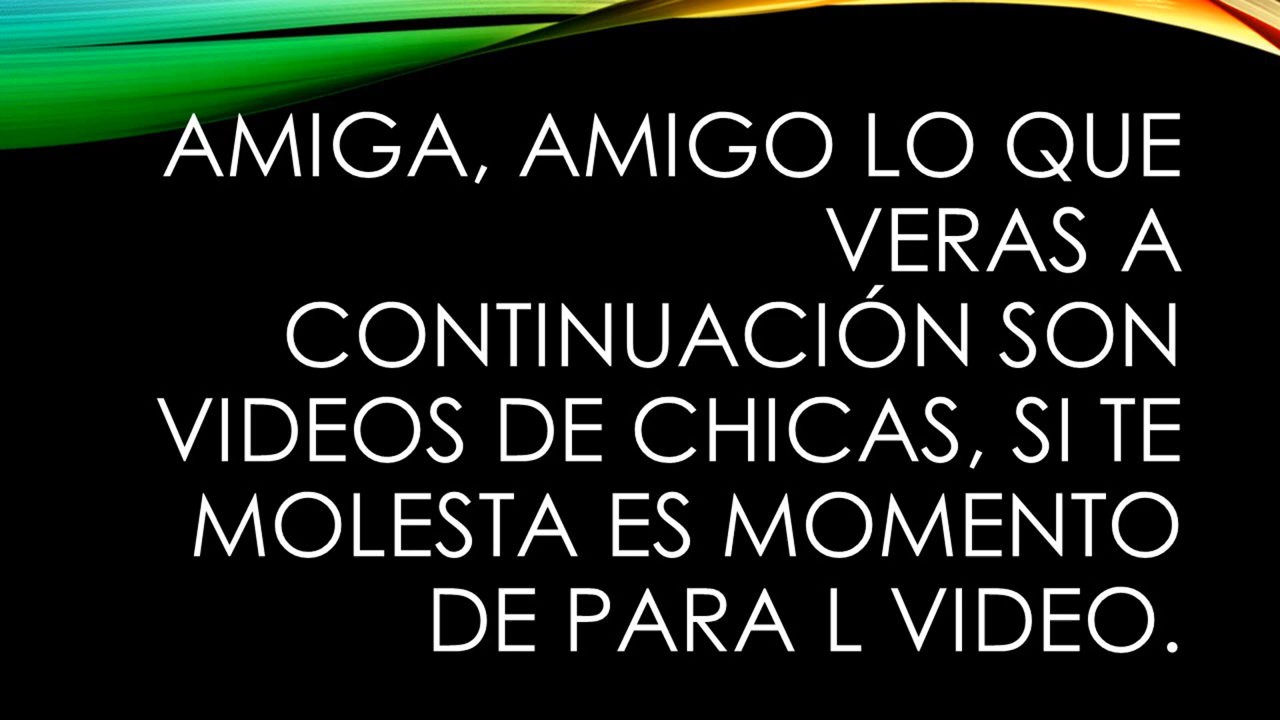 AMIGA, AMIGO LO QUE
VERAS A
CONTINUACIÓN SON
VIDEOS DE CHICAS, SI TE
MOLESTA ES MOMENTO
DE PARA L VIDEO.